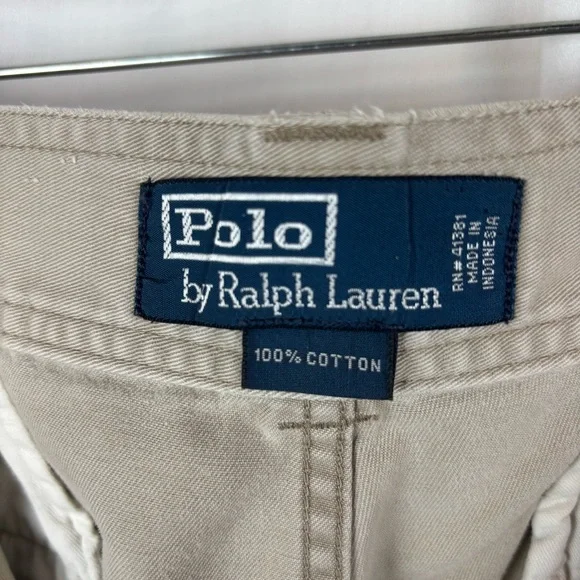 Polo
by Ralph Lauren
RN# 41381
MADE IN
INDONESIA
100% COTTON